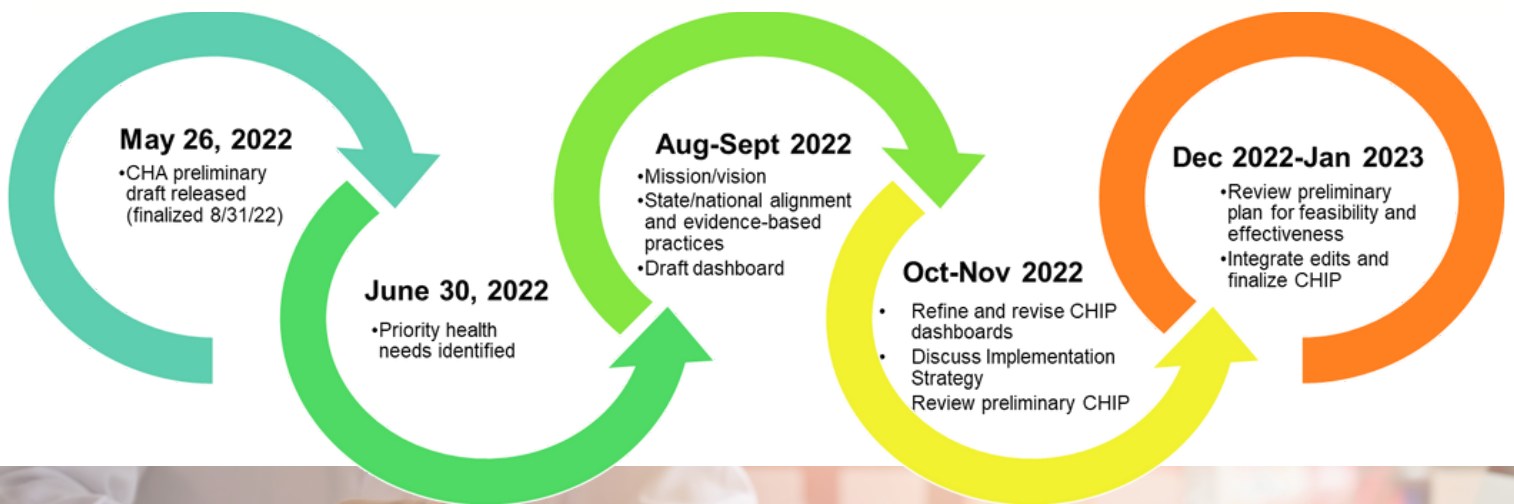 May 26, 2022
•CHA preliminary
draft released
(finalized 8/31/22)
June 30, 2022
•Priority health
needs identified
Aug-Sept 2022
•Mission/vision
•State/national alignment
and evidence-based
practices
•Draft dashboard
Oct-Nov 2022
• Refine and revise CHIP
dashboards
• Discuss Implementation
Strategy
Review preliminary CHIP
Dec 2022-Jan 2023
•Review preliminary
plan for feasibility and
effectiveness
•Integrate edits and
finalize CHIP